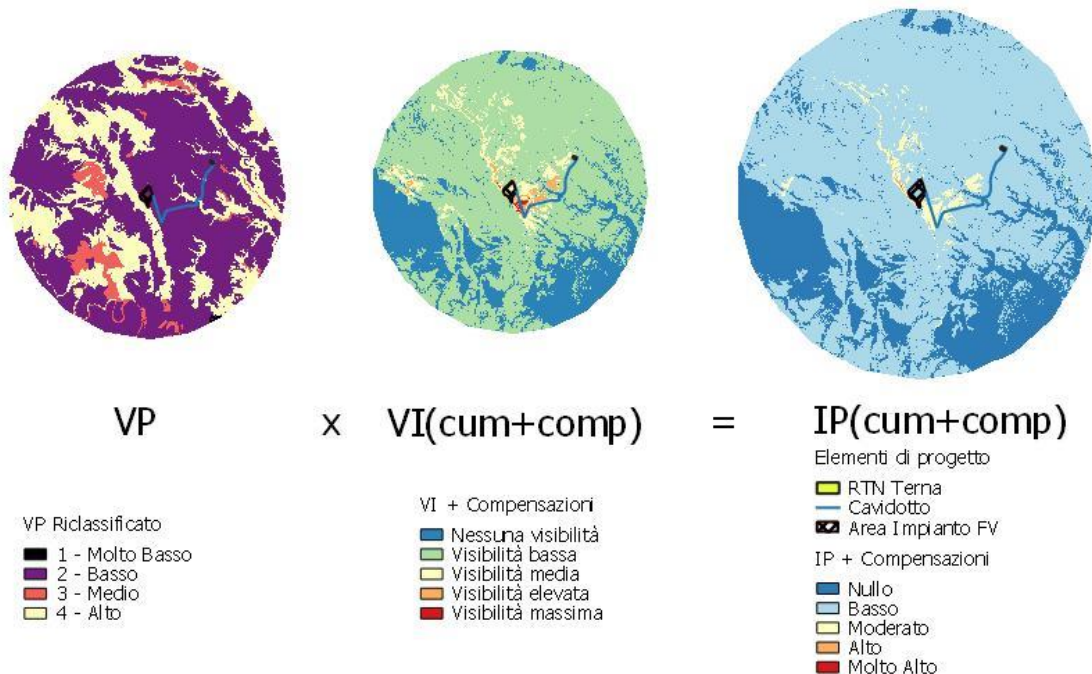 VP x VI(cum+comp) = IP(cum+comp)
VP Riclassificato
1 - Molto Basso
2 - Basso
3 - Medio
4 - Alto
VI + Compensazioni
Nessuna visibilità
Visibilità bassa
Visibilità media
Visibilità elevata
Visibilità massima
Elementi di progetto
RTN Terna
Cavidotto
Area Impianto FV
IP + Compensazioni
Nullo
Basso
Moderato
Alto
Molto Alto